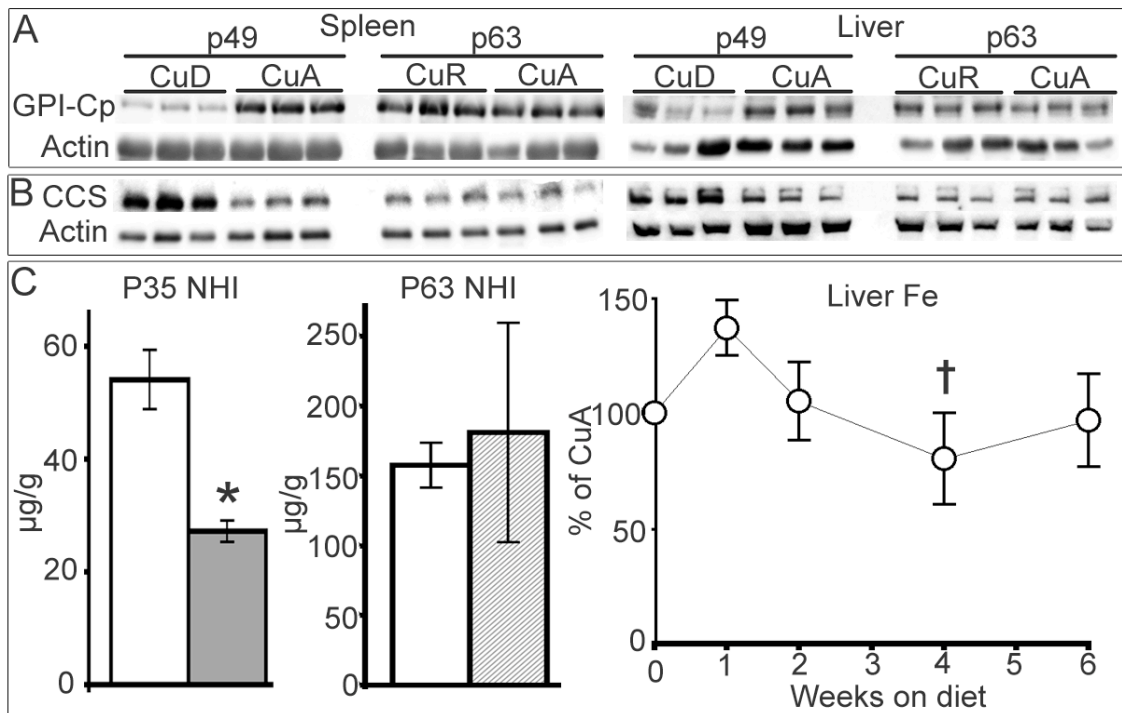 A Spleen Liver
p49 p63 p49 p63
CuD CuA CuR CuA CuD CuA CuR CuA
GPI-Cp
Actin
B CCS
Actin
C P35 NHI P63 NHI Liver Fe
µg/g
60
40
20
0
*
µg/g
250
200
150
100
50
0
% of CuA
150
100
50
0
†
0 1 2 3 4 5 6
Weeks on diet